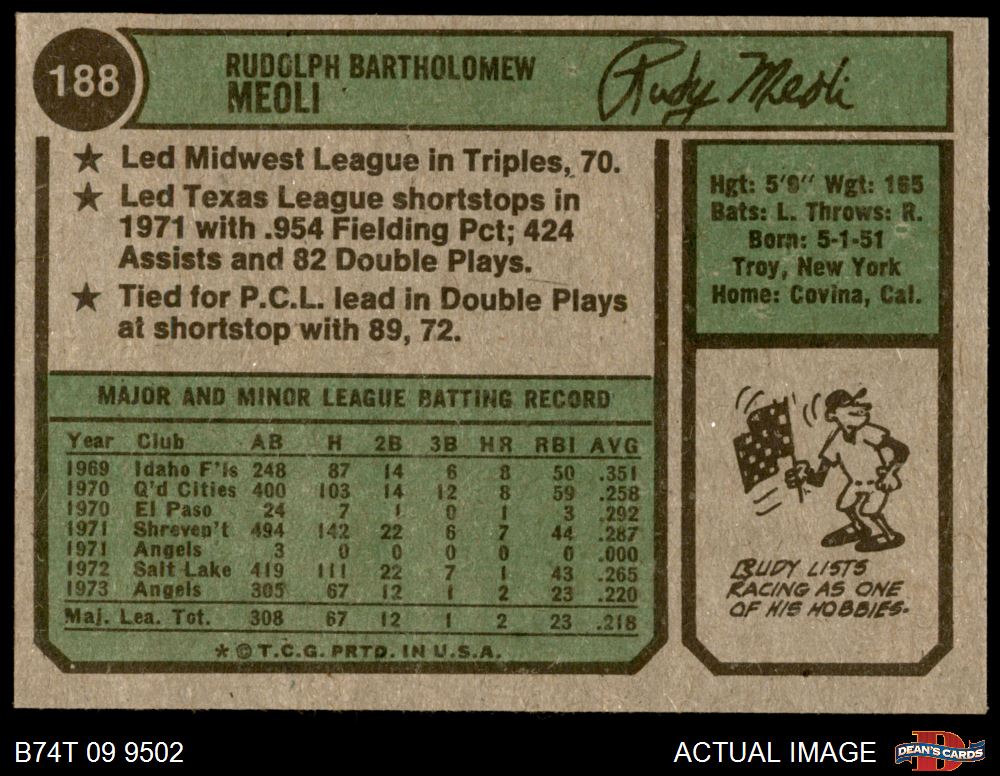 188
RUDOLPH BARTHOLOMEW
MEOLI
Rudy Meoli
★ Led Midwest League in Triples, 70.
★ Led Texas League shortstops in
1971 with .954 Fielding Pct; 424
Assists and 82 Double Plays.
★ Tied for P.C.L. lead in Double Plays
at shortstop with 89, 72.
Hgt: 5'9" Wgt: 165
Bats: L. Throws: R.
Born: 5-1-51
Troy, New York
Home: Covina, Cal.
MAJOR AND MINOR LEAGUE BATTING RECORD
Year Club AB H 2B 3B HR RBI AVG
1969 Idaho F'ls 248 87 14 6 8 50 .351
1970 Q'd Cities 400 103 14 12 8 59 .258
1970 El Paso 24 7 1 0 1 3 .292
1971 Shrevep't 494 142 22 6 7 44 .287
1971 Angels 3 0 0 0 0 0 .000
1972 Salt Lake 419 111 22 7 1 43 .265
1973 Angels 305 67 12 1 2 23 .220
Maj. Lea. Tot. 308 67 12 1 2 23 .218
* © T.C.G. PRTD. IN U.S.A.
RUDY LISTS
RACING AS ONE
OF HIS HOBBIES.
B74T 09 9502
ACTUAL IMAGE
DEAN'S CARDS